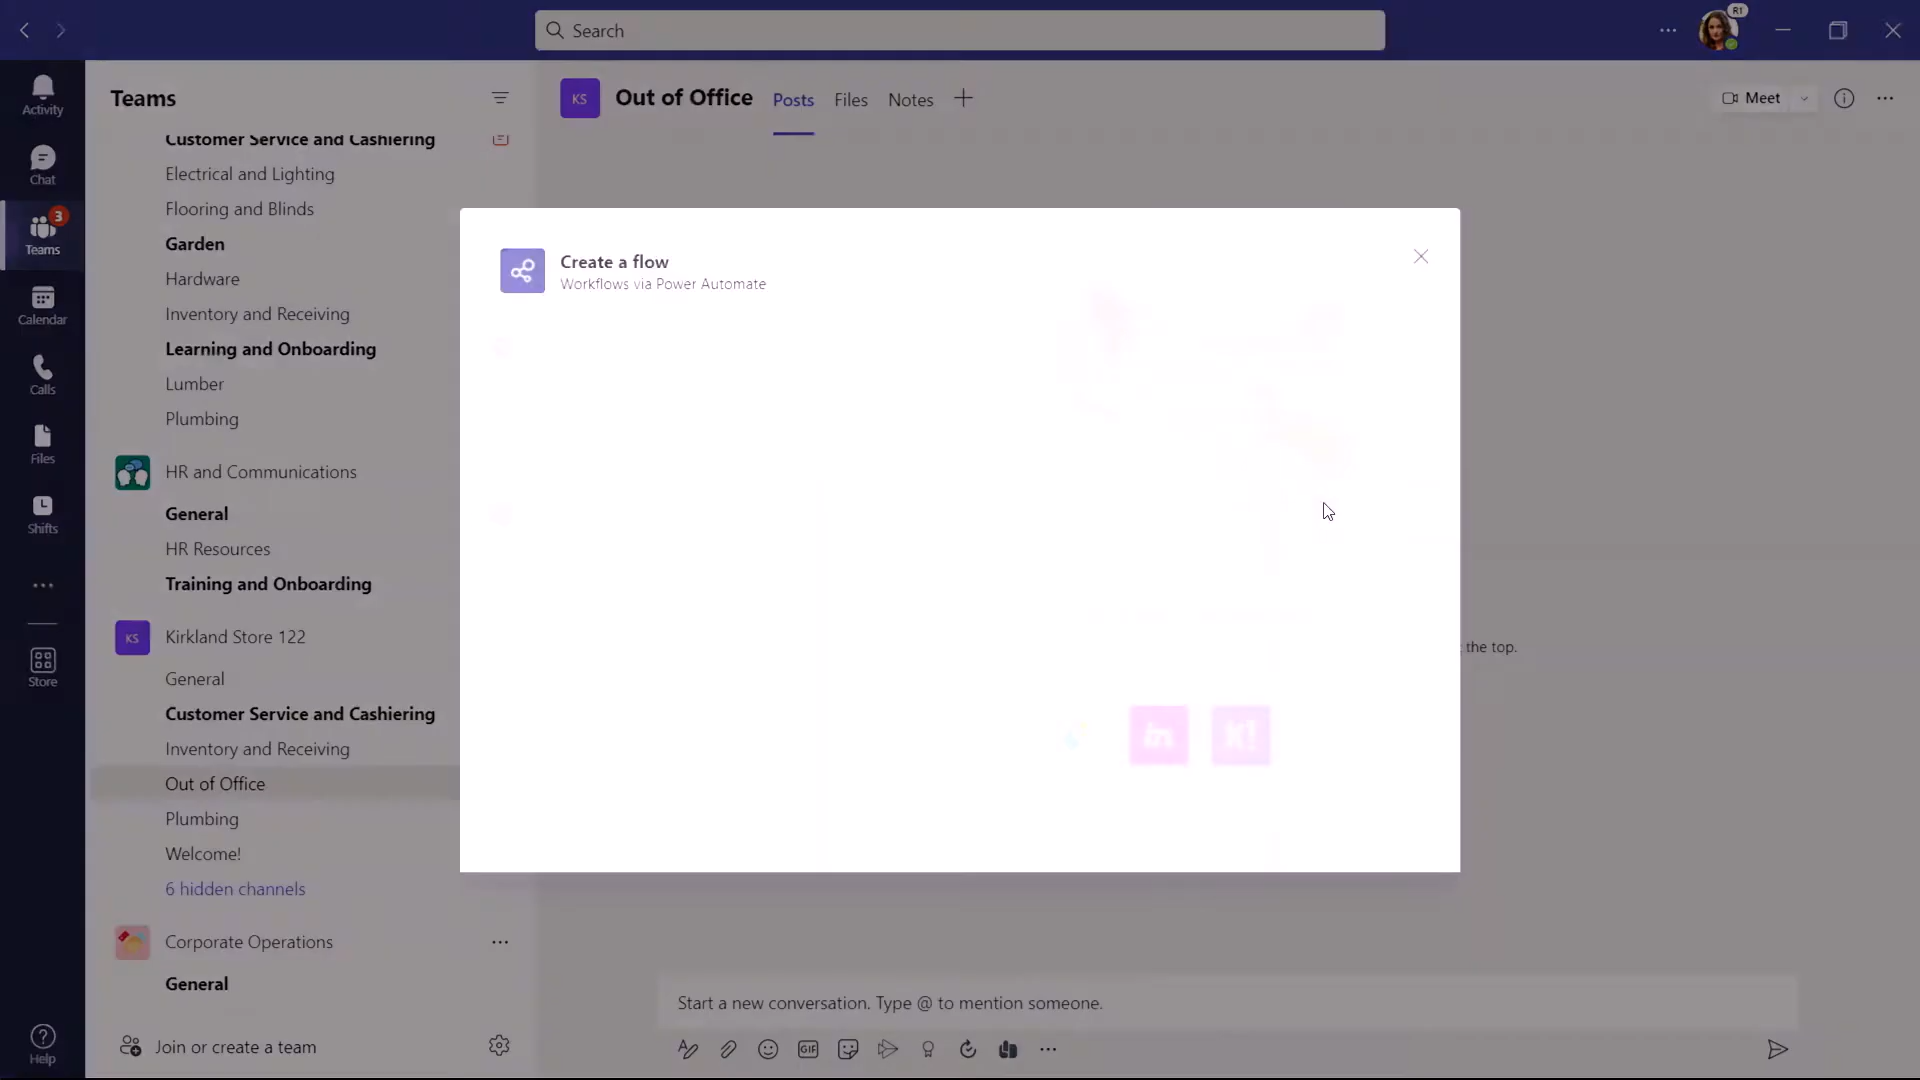 Search
R1
Activity
Chat
3
Teams
Calendar
Calls
Files
Shifts
Store
Help
Teams
Customer Service and Cashiering
Electrical and Lighting
Flooring and Blinds
Garden
Hardware
Inventory and Receiving
Learning and Onboarding
Lumber
Plumbing
HR and Communications
General
HR Resources
Training and Onboarding
KS
Kirkland Store 122
General
Customer Service and Cashiering
Inventory and Receiving
Out of Office
Plumbing
Welcome!
6 hidden channels
Corporate Operations
General
Join or create a team
KS
Out of Office
Posts
Files
Notes
Meet
Create a flow
Workflows via Power Automate
in
K!
the top.
Start a new conversation. Type @ to mention someone.
GIF